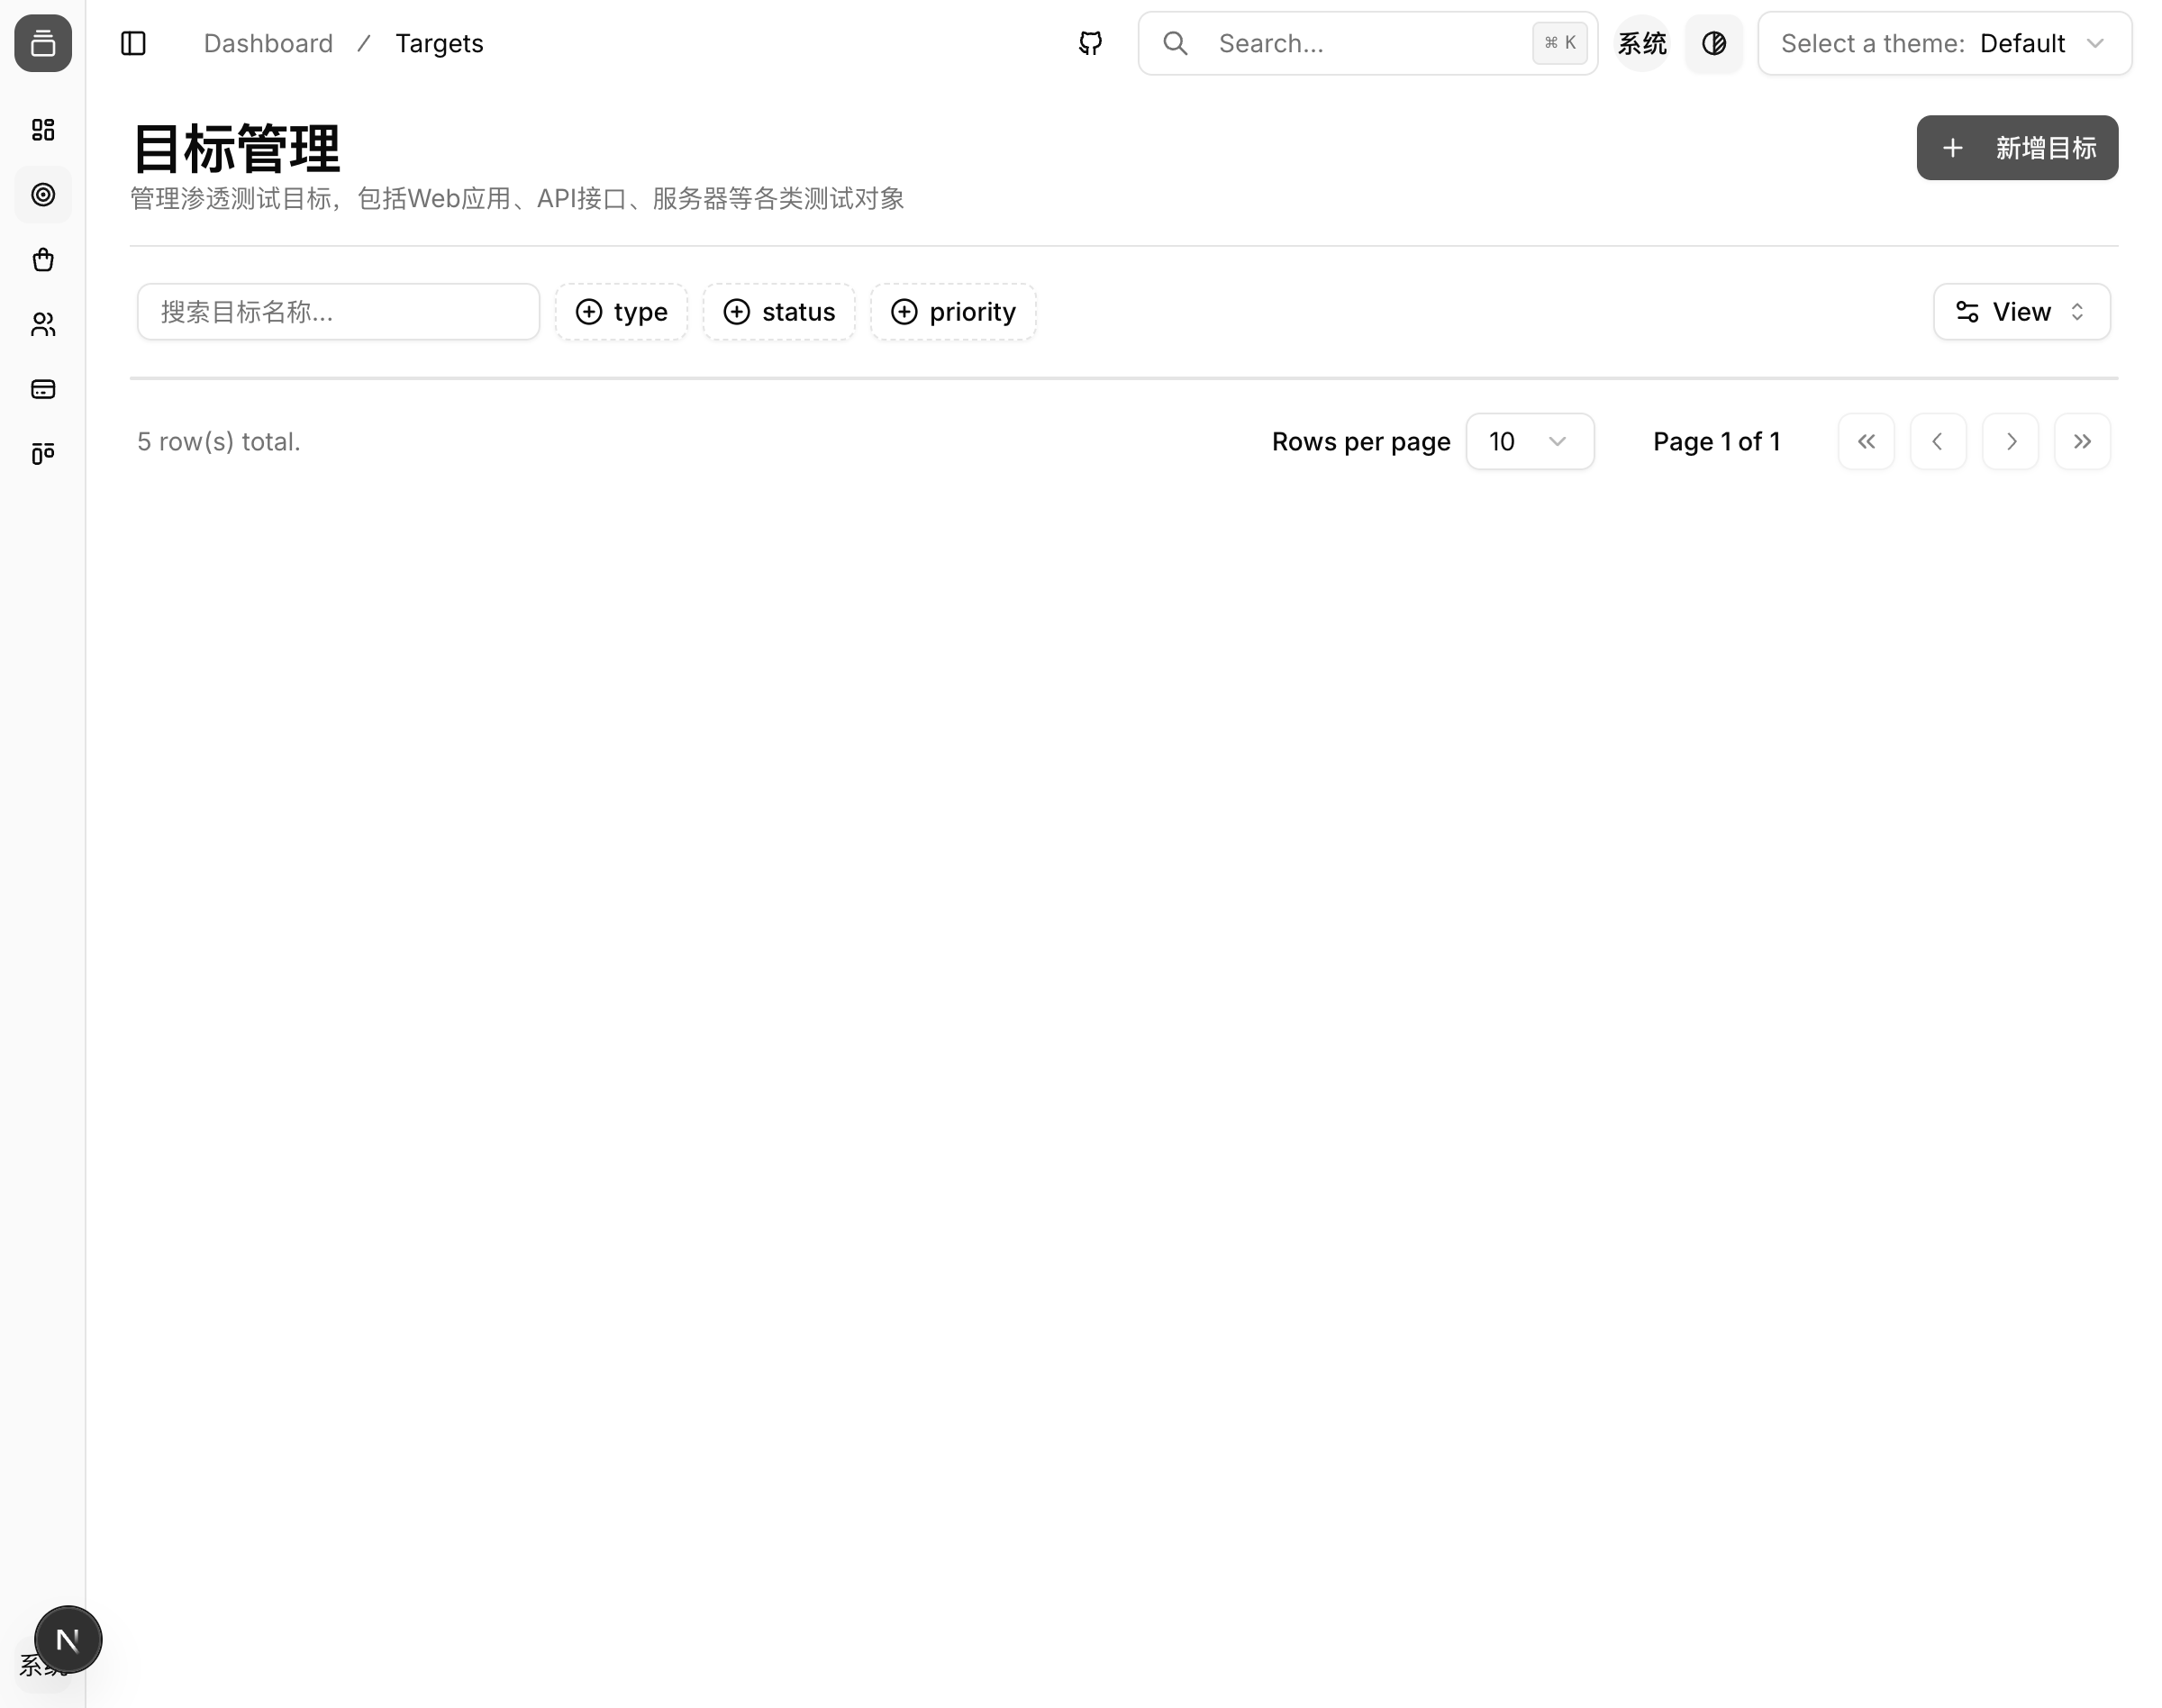 Dashboard / Targets
Search...
⌘ K
系统
Select a theme: Default
目标管理
新增目标
管理渗透测试目标，包括Web应用、API接口、服务器等各类测试对象
搜索目标名称...
type
status
priority
View
5 row(s) total.
Rows per page
10
Page 1 of 1
N